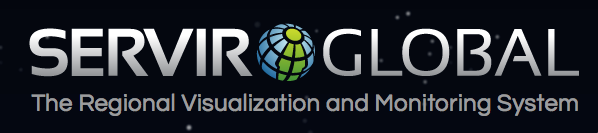 SERVIR GLOBAL
The Regional Visualization and Monitoring System